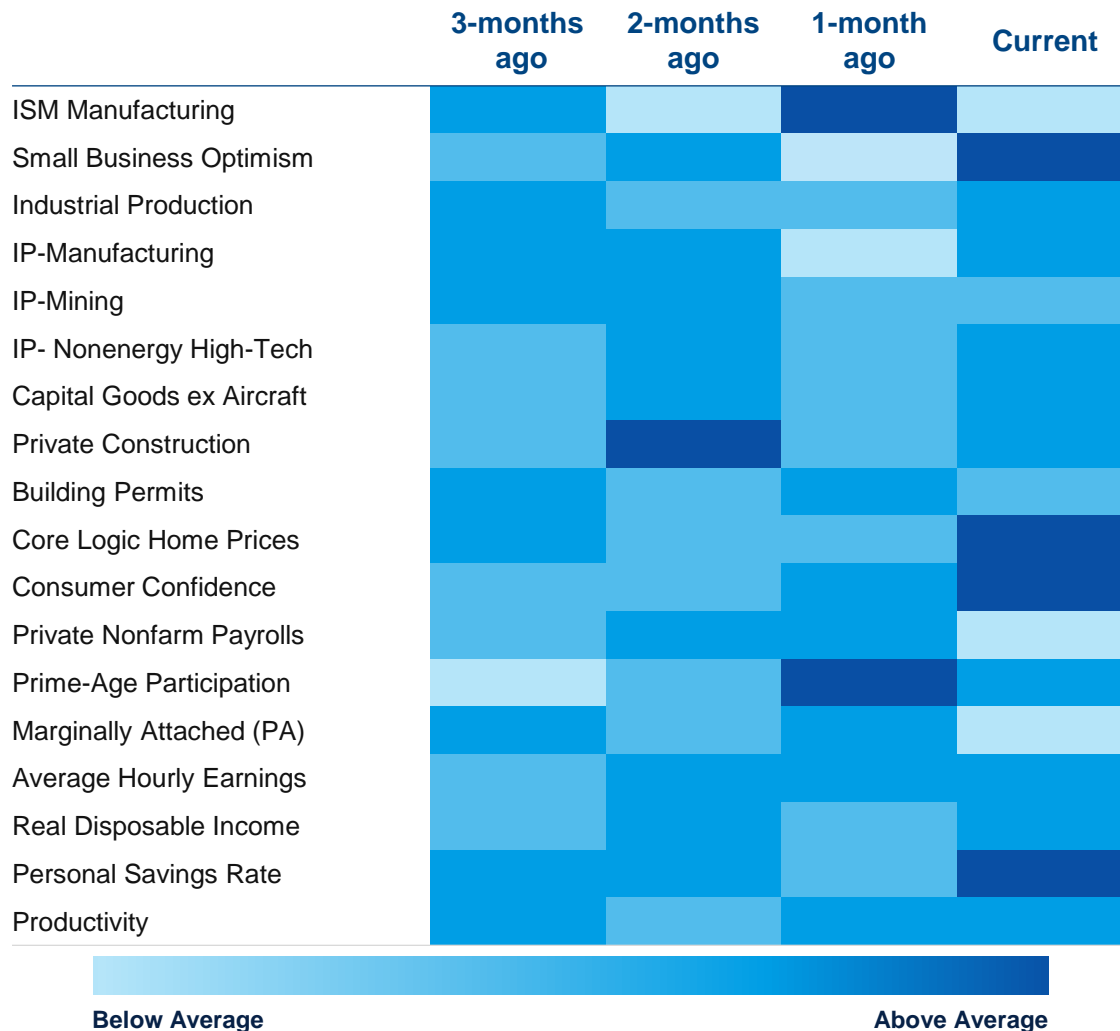 3-months ago
2-months ago
1-month ago
Current
ISM Manufacturing
Small Business Optimism
Industrial Production
IP-Manufacturing
IP-Mining
IP- Nonenergy High-Tech
Capital Goods ex Aircraft
Private Construction
Building Permits
Core Logic Home Prices
Consumer Confidence
Private Nonfarm Payrolls
Prime-Age Participation
Marginally Attached (PA)
Average Hourly Earnings
Real Disposable Income
Personal Savings Rate
Productivity
Below Average
Above Average